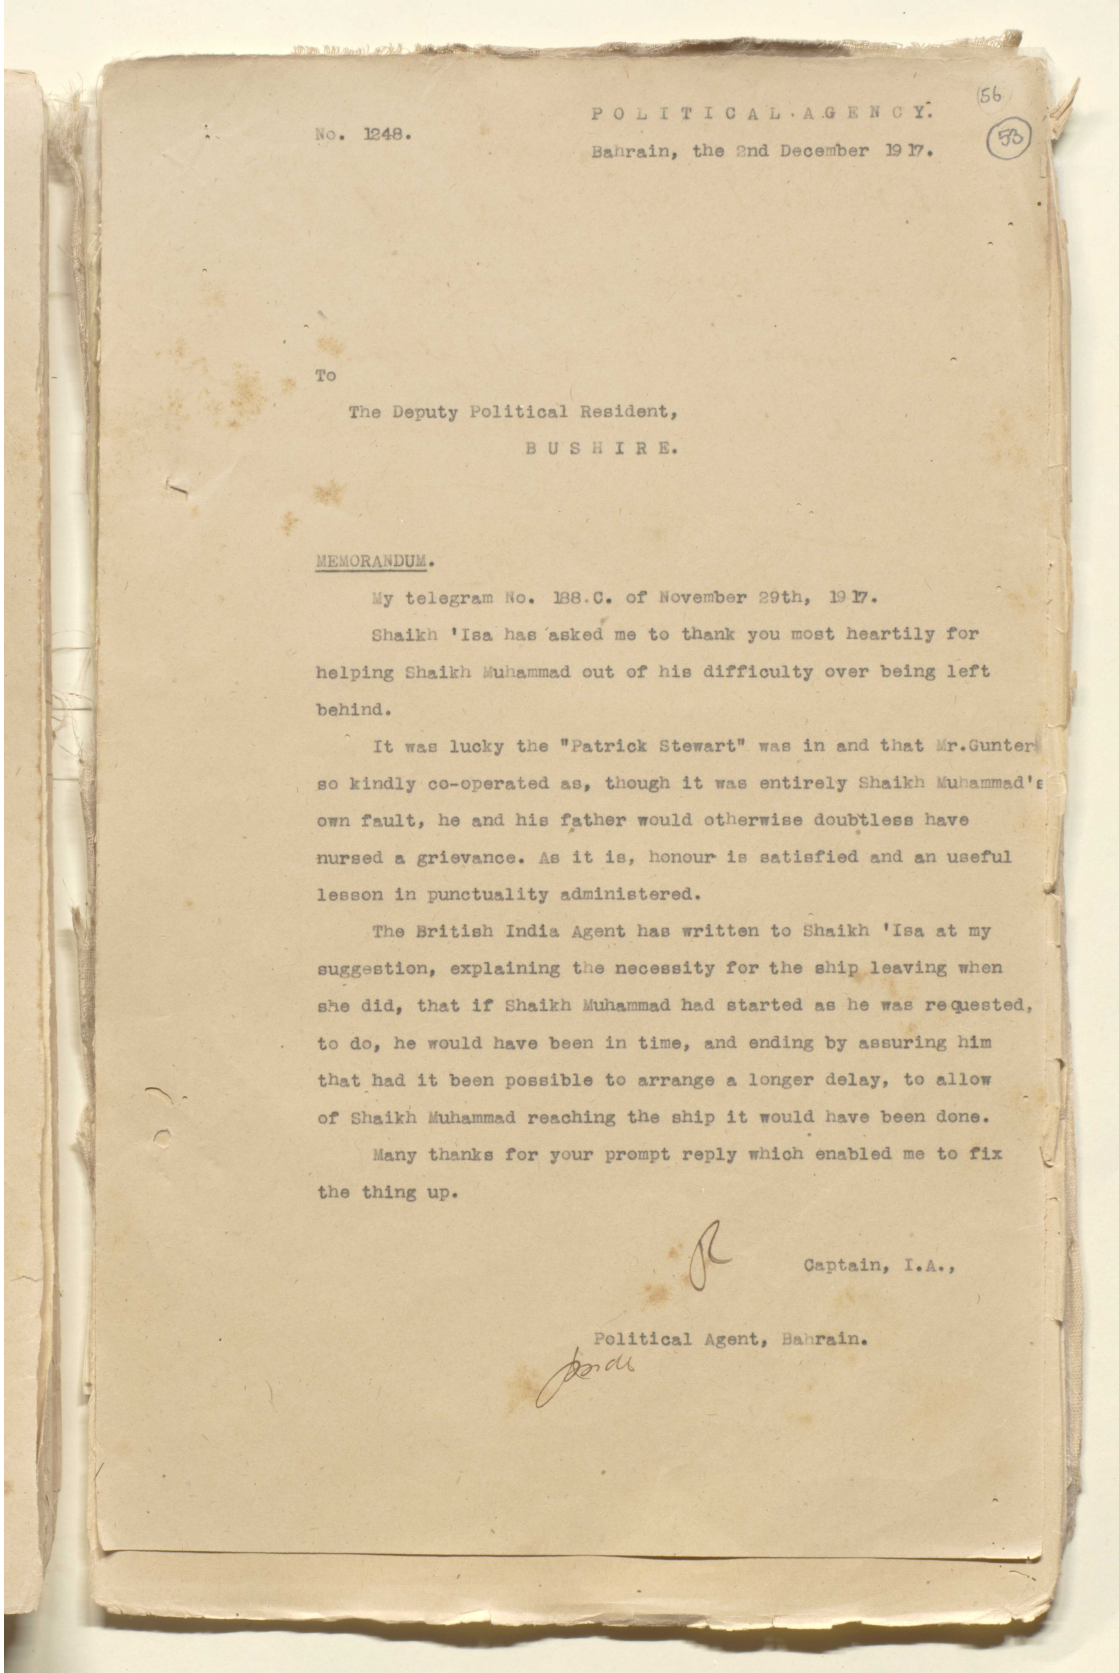 (56
53
POLITICAL AGENCY.
No. 1248.
Bahrain, the 2nd December 1917.
To
The Deputy Political Resident,
BUSHIRE.
MEMORANDUM.
My telegram No. 188.C. of November 29th, 1917.
Shaikh 'Isa has asked me to thank you most heartily for
helping Shaikh Muhammad out of his difficulty over being left
behind.
It was lucky the "Patrick Stewart" was in and that Mr.Gunter
so kindly co-operated as, though it was entirely Shaikh Muhammad's
own fault, he and his father would otherwise doubtless have
nursed a grievance. As it is, honour is satisfied and an useful
lesson in punctuality administered.
The British India Agent has written to Shaikh 'Isa at my
suggestion, explaining the necessity for the ship leaving when
she did, that if Shaikh Muhammad had started as he was requested,
to do, he would have been in time, and ending by assuring him
that had it been possible to arrange a longer delay, to allow
of Shaikh Muhammad reaching the ship it would have been done.
Many thanks for your prompt reply which enabled me to fix
the thing up.
Captain, I.A.,
Political Agent, Bahrain.